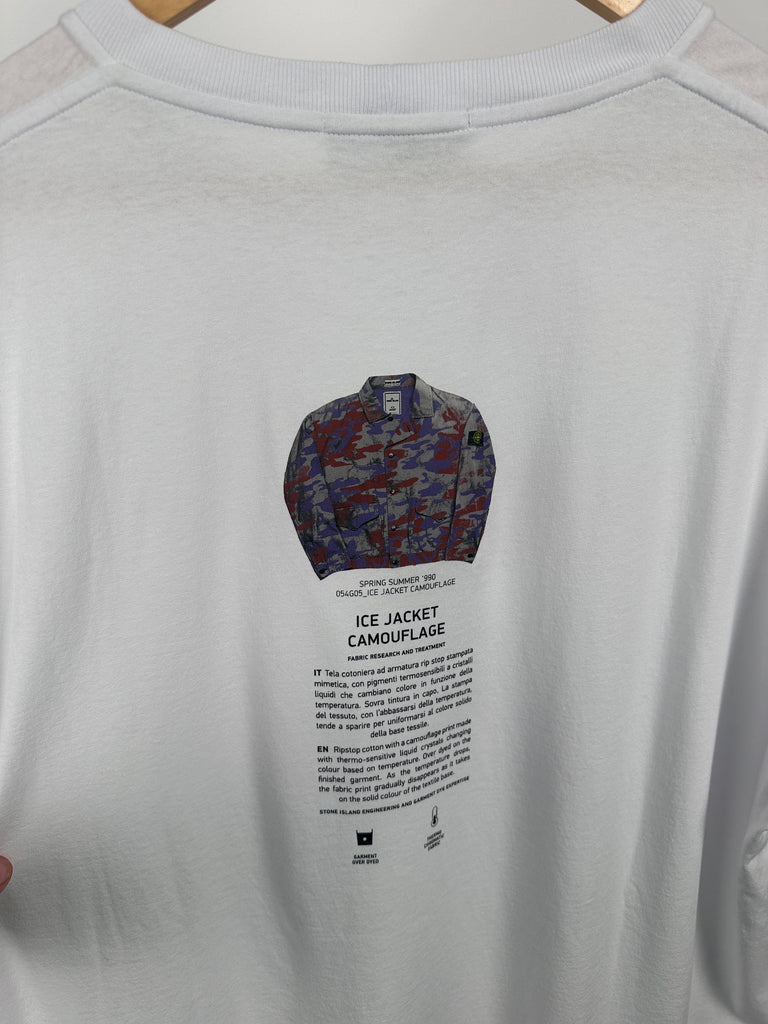 SPRING SUMMER '990
054G05_ICE JACKET CAMOUFLAGE
ICE JACKET
CAMOUFLAGE
FABRIC RESEARCH AND TREATMENT
IT Tela cotoniera ad armatura rip stop stampata
mimetica, con pigmenti termosensibili a cristalli
liquidi che cambiano colore in funzione della
temperatura. Sovra tintura in capo. La stampa
del tessuto, con l'abbassarsi della temperatura,
tende a sparire per uniformarsi al colore solido
della base tessile.
EN Ripstop cotton with a camouflage print made
with thermo-sensitive liquid crystals changing
colour based on temperature. Over dyed on the
finished garment. As the temperature drops,
the fabric print gradually disappears as it takes
on the solid colour of the textile base.
STONE ISLAND ENGINEERING AND GARMENT DYE EXPERTISE
GARMENT
OVER DYED
THERMO
CHROMATIC
FABRIC